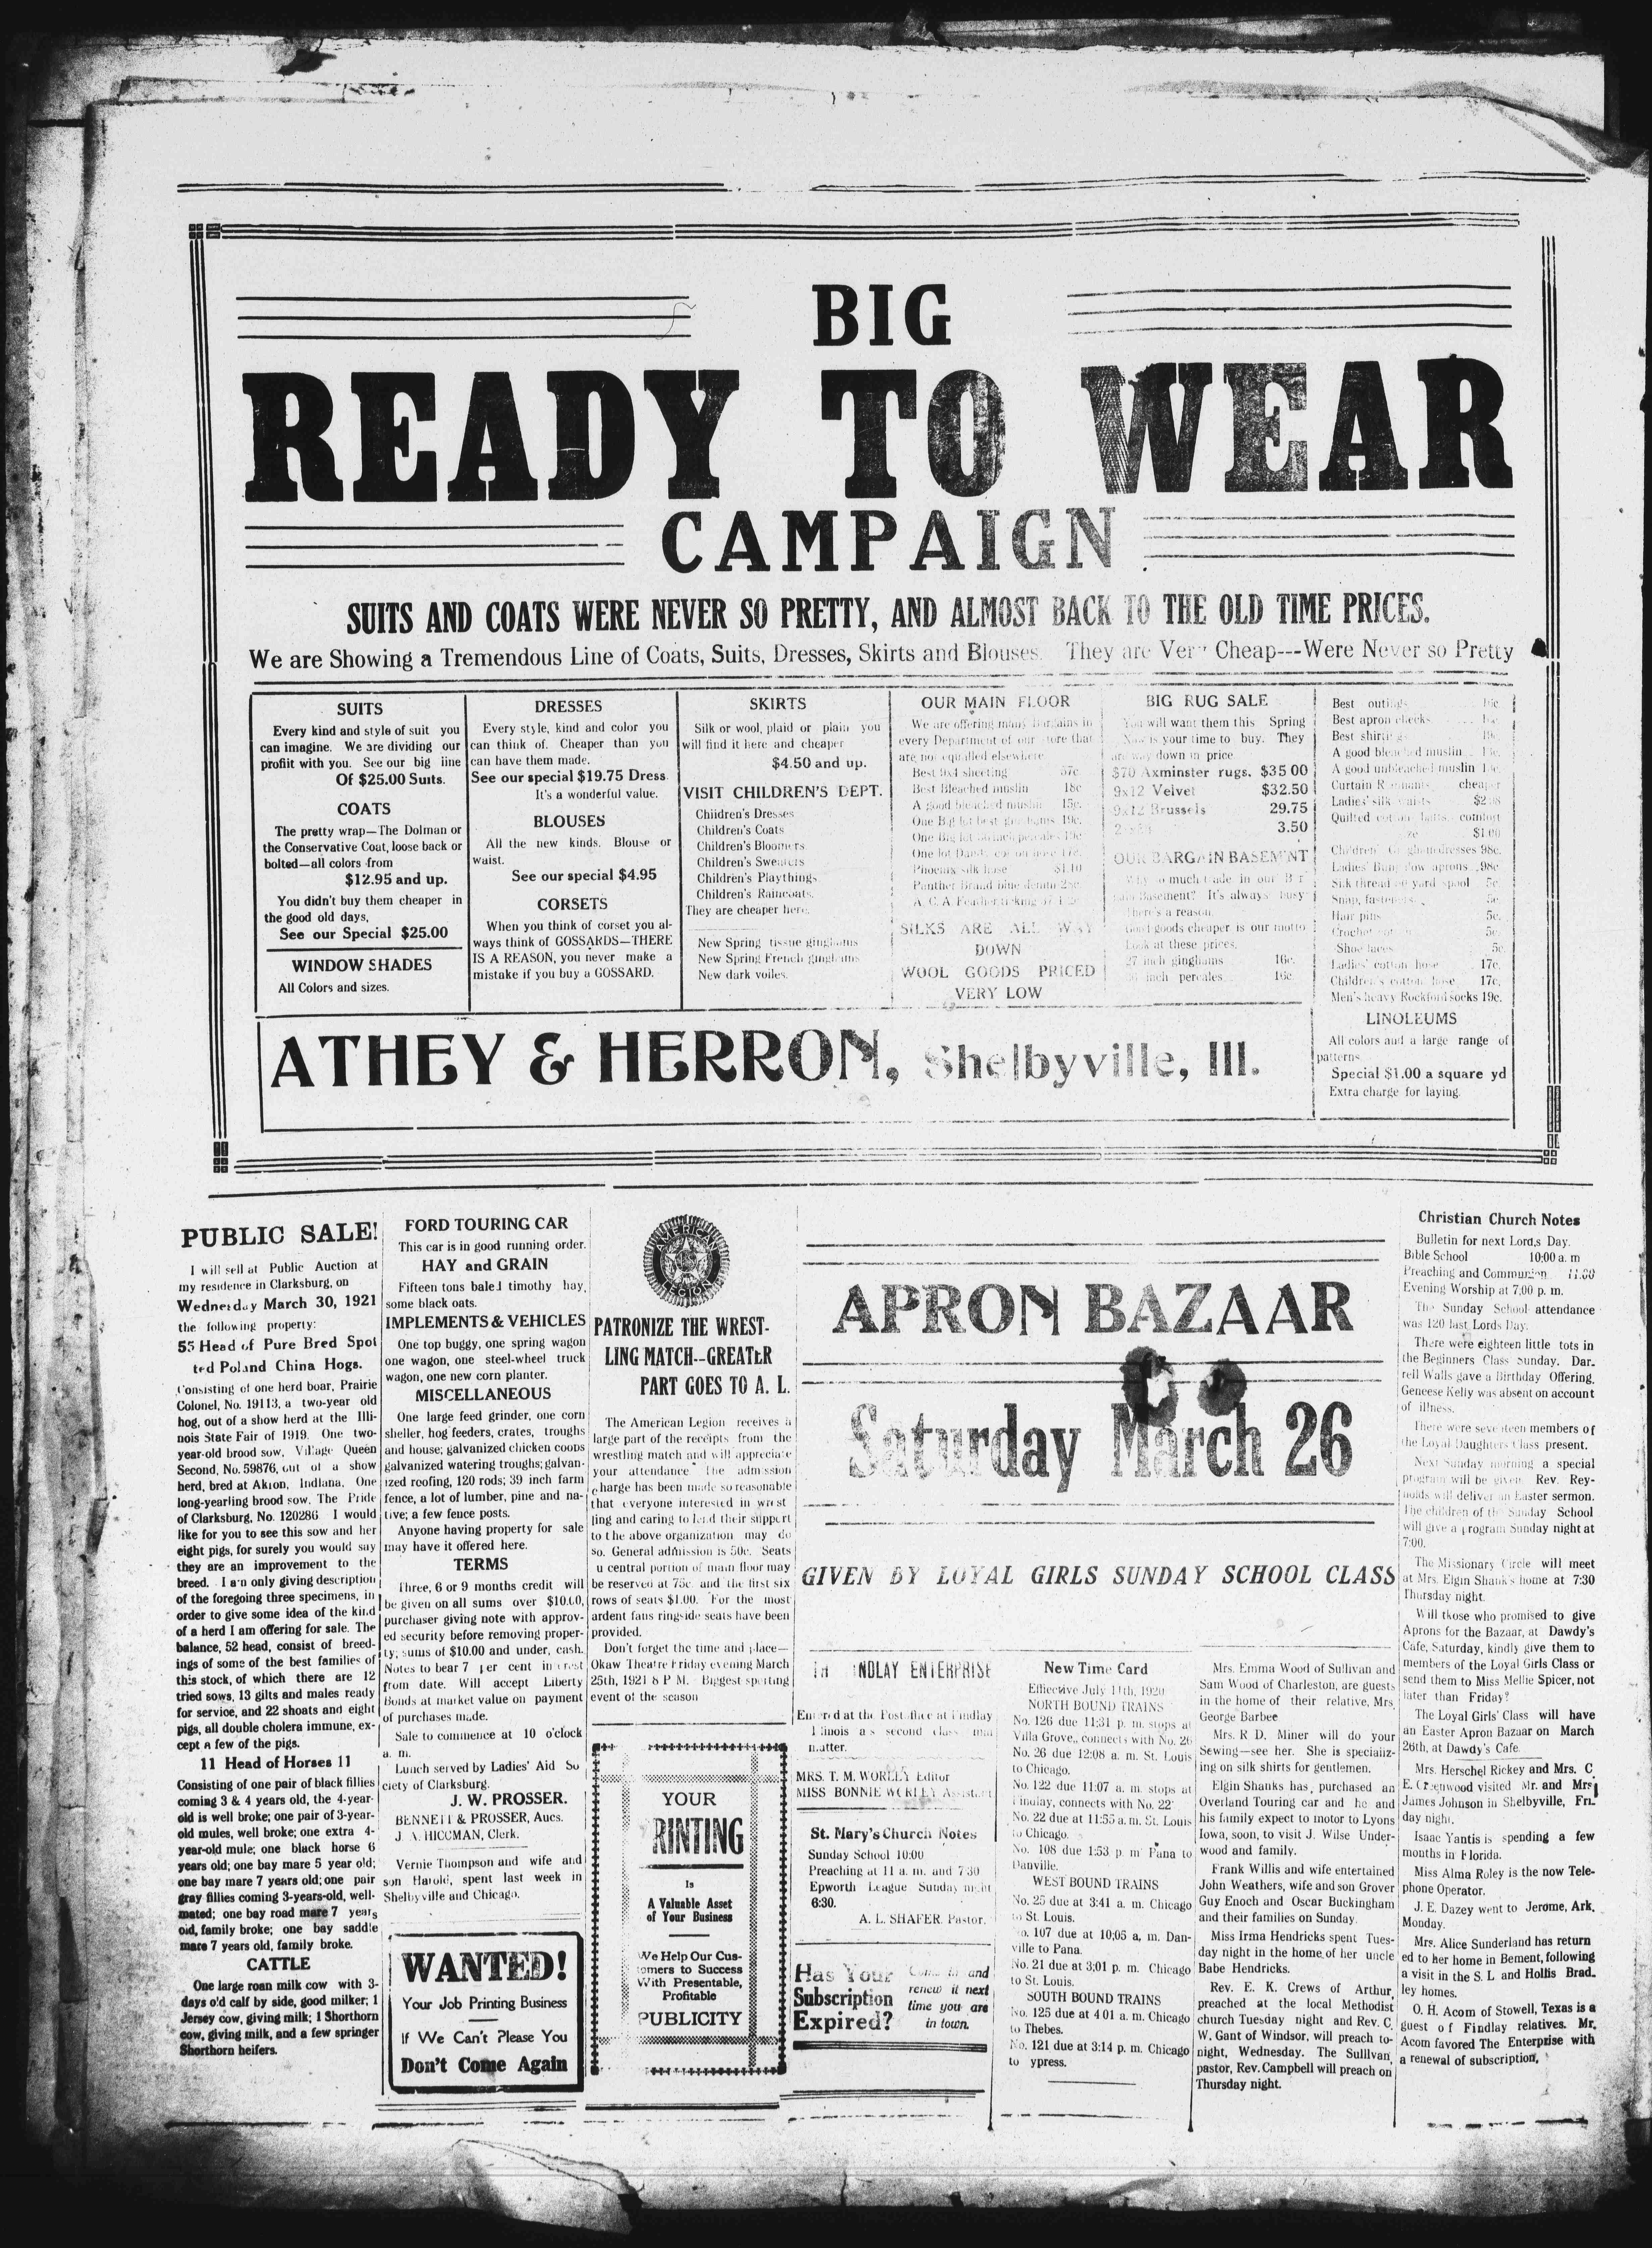 BIG
READY TO WEAR
CAMPAIGN
SUITS AND COATS WERE NEVER SO PRETTY, AND ALMOST BACK TO THE OLD TIME PRICES.
We are Showing a Tremendous Line of Coats, Suits, Dresses, Skirts and Blouses. They are Very Cheap---Were Never so Pretty
SUITS
Every kind and style of suit you
can imagine. We are dividing our
profiit with you. See our big line
Of $25.00 Suits.
COATS
The pretty wrap—The Dolman or
the Conservative Coat, loose back or
bolted—all colors from
$12.95 and up.
You didn't buy them cheaper in
the good old days,
See our Special $25.00
WINDOW SHADES
All Colors and sizes.
DRESSES
Every style, kind and color you
can think of. Cheaper than you
can have them made.
See our special $19.75 Dress
It's a wonderful value.
BLOUSES
All the new kinds. Blouse or
waist.
See our special $4.95
CORSETS
When you think of corset you al-
ways think of GOSSARDS—THERE
IS A REASON, you never make a
mistake if you buy a GOSSARD.
SKIRTS
Silk or wool, plaid or plain you
will find it here and cheaper
$4.50 and up.
VISIT CHILDREN'S DEPT.
Chiidren's Dresses
Children's Coats
Children's Bloomers
Children's Sweaters
Children's Playthings
Children's Raincoats.
They are cheaper here.
New Spring tissue ginghams
New Spring French ginghams
New dark voiles.
OUR MAIN FLOOR
We are offering many bargains in
every Department of our store that
are not equalled elsewhere
Best 9x4 sheeting 57c
Best Bleached muslin 18c
A good bleached muslin 15c.
One Big lot best ginghams 19c.
One Big lot percales 19c
One lot
Phoenix silk hose $1.10
Panther Brand blue denim 25c
A. C. A. Feather ticking
SILKS ARE ALL WAY
DOWN
WOOL GOODS PRICED
VERY LOW
BIG RUG SALE
You will want them this Spring
Now is your time to buy. They
are way down in price
$70 Axminster rugs. $35 00
9x12 Velvet $32.50
9x12 Brussels 29.75
3.50
OUR BARGAIN BASEMENT
Why so much trade in our
Basement? It's always busy
There's a reason.
Good goods cheaper is our motto
Look at these prices.
27 inch ginghams 16c.
inch percales 16c.
Best outings
Best apron checks
Best shirtings
A good bleached muslin
A good unbleached muslin
Curtain Remnants cheaper
Ladies' silk waists
Quilted cotton batts, comfort
size $1.00
Children's Ginghamdresses 98c.
Ladies' Bungalow aprons 98c
Silk thread 50 yard spool 5c
Snap, fasteners 5c.
Hair pins 5c.
Crochet cotton 5c
Shoe laces 5c
Ladies' cotton hose 17c.
Children's cotton hose 17c.
Men's heavy Rockford socks 19c.
LINOLEUMS
All colors and a large range of
patterns.
Special $1.00 a square yd
Extra charge for laying.
ATHEY & HERRON, Shelbyville, Ill.
PUBLIC SALE!
I will sell at Public Auction at
my residence in Clarksburg, on
Wednesday March 30, 1921
the following property:
55 Head of Pure Bred Spot
ted Poland China Hogs.
Consisting of one herd boar, Prairie
Colonel, No. 19113, a two-year old
hog, out of a show herd at the Illi-
nois State Fair of 1919. One two-
year-old brood sow, Village Queen
Second, No. 59876, out of a show
herd, bred at Akron, Indiana. One
long-yearling brood sow. The Pride
of Clarksburg, No. 120286 I would
like for you to see this sow and her
eight pigs, for surely you would say
they are an improvement to the
breed. I am only giving description
of the foregoing three specimens, in
order to give some idea of the kind
of a herd I am offering for sale. The
balance, 52 head, consist of breed-
ings of some of the best families of
this stock, of which there are 12
tried sows, 13 gilts and males ready
for service, and 22 shoats and eight
pigs, all double cholera immune, ex-
cept a few of the pigs.
11 Head of Horses 11
Consisting of one pair of black fillies
coming 3 & 4 years old, the 4-year-
old is well broke; one pair of 3-year-
old mules, well broke; one extra 4-
year-old mule; one black horse 6
years old; one bay mare 5 year old;
one bay mare 7 years old; one pair
gray fillies coming 3-years-old, well-
mated; one bay road mare 7 years
old, family broke; one bay saddle
mare 7 years old, family broke.
CATTLE
One large roan milk cow with 3-
days o'd calf by side, good milker; 1
Jersey cow, giving milk; 1 Shorthorn
cow, giving milk, and a few springer
Shorthorn heifers.
FORD TOURING CAR
This car is in good running order.
HAY and GRAIN
Fifteen tons baled timothy hay,
some black oats.
IMPLEMENTS & VEHICLES
One top buggy, one spring wagon
one wagon, one steel-wheel truck
wagon, one new corn planter.
MISCELLANEOUS
One large feed grinder, one corn
sheller, hog feeders, crates, troughs
and house; galvanized chicken coops
galvanized watering troughs; galvan-
ized roofing, 120 rods; 39 inch farm
fence, a lot of lumber, pine and na-
tive; a few fence posts.
Anyone having property for sale
may have it offered here.
TERMS
Three, 6 or 9 months credit will
be given on all sums over $10.00,
purchaser giving note with approv-
ed security before removing proper-
ty; sums of $10.00 and under, cash.
Notes to bear 7 per cent interest
from date. Will accept Liberty
Bonds at market value on payment
of purchases made.
Sale to commence at 10 o'clock
a. m.
Lunch served by Ladies' Aid So
ciety of Clarksburg.
J. W. PROSSER.
BENNETT & PROSSER, Aucs.
J. A. HICCMAN, Clerk.
Vernie Thompson and wife and
son Harold, spent last week in
Shelbyville and Chicago.
WANTED!
Your Job Printing Business
If We Can't Please You
Don't Come Again
AMERICAN LEGION
PATRONIZE THE WREST-
LING MATCH--GREATER
PART GOES TO A. L.
The American Legion receives a
large part of the receipts from the
wrestling match and will appreciate
your attendance The admission
charge has been made so reasonable
that everyone interested in wrest
ling and caring to lend their support
to the above organization may do
so. General admission is 50c. Seats
u central portion of main floor may
be reserved at 75c and the first six
rows of seats $1.00. For the most
ardent fans ringside seats have been
provided.
Don't forget the time and place—
Okaw Theatre Friday evening March
25th, 1921 8 P M. Biggest sporting
event of the season
YOUR
RINTING
Is
A Valuable Asset
of Your Business
We Help Our Cus-
tomers to Success
With Presentable,
Profitable
PUBLICITY
APRON BAZAAR
Saturday March 26
GIVEN BY LOYAL GIRLS SUNDAY SCHOOL CLASS
TH INDLAY ENTERPRISE
Entered at the Post office at Findlay
Illinois as second class mail
matter.
MRS. T. M. WORLEY Editor
MISS BONNIE WORLEY Assistant
St. Mary's Church Notes
Sunday School 10:00
Preaching at 11 a. m. and 7 30
Epworth League Sunday night
6:30.
A. L. SHAFER. Pastor.
Has Your
Subscription
Expired?
Come in and
renew it next
time you are
in town.
New Time Card
Effective July 11th, 1920
NORTH BOUND TRAINS
No. 126 due 11:31 p. m. stops at
Villa Grove,, connects with No. 26
No. 26 due 12:08 a. m. St. Louis
to Chicago.
No. 122 due 11:07 a. m. stops at
Findlay, connects with No. 22
No. 22 due at 11:55 a. m. St. Louis
to Chicago.
No. 108 due 1:53 p. m Pana to
Danville.
WEST BOUND TRAINS
No. 25 due at 3:41 a. m. Chicago
to St. Louis.
No. 107 due at 10;05 a, m. Dan-
ville to Pana.
No. 21 due at 3;01 p. m. Chicago
to St. Louis.
SOUTH BOUND TRAINS
No. 125 due at 4 01 a. m. Chicago
to Thebes.
No. 121 due at 3:14 p. m. Chicago
to ypress.
Mrs. Emma Wood of Sullivan and
Sam Wood of Charleston, are guests
in the home of their relative, Mrs.
George Barbee
Mrs. R D. Miner will do your
Sewing—see her. She is specializ-
ing on silk shirts for gentlemen.
Elgin Shanks has, purchased an
Overland Touring car and he and
his family expect to motor to Lyons
Iowa, soon, to visit J. Wilse Under-
wood and family.
Frank Willis and wife entertained
John Weathers, wife and son Grover
Guy Enoch and Oscar Buckingham
and their families on Sunday.
Miss Irma Hendricks spent Tues-
day night in the home of her uncle
Babe Hendricks.
Rev. E. K. Crews of Arthur,
preached at the local Methodist
church Tuesday night and Rev. C.
W. Gant of Windsor, will preach to-
night, Wednesday. The Sulllvan,
pastor, Rev. Campbell will preach on
Thursday night.
Christian Church Notes
Bulletin for next Lord,s Day.
Bible School 10:00 a. m
Preaching and Communion 11.00
Evening Worship at 7;00 p. m.
The Sunday School attendance
was 120 last Lords Day.
There were eighteen little tots in
the Beginners Class Sunday. Dar.
rell Walls gave a Birthday Offering.
Geneese Kelly was absent on account
of illness.
There were seventeen members of
the Loyal Daughters Class present.
Next Sunday morning a special
program will be given. Rev. Rey-
nolds will deliver an Easter sermon.
The children of the Sunday School
will give a program Sunday night at
7:00.
The Missionary Circle will meet
at Mrs. Elgin Shank's home at 7:30
Thursday night.
Will those who promised to give
Aprons for the Bazaar, at Dawdy's
Cafe, Saturday, kindly give them to
members of the Loyal Girls Class or
send them to Miss Mellie Spicer, not
later than Friday?
The Loyal Girls' Class will have
an Easter Apron Bazaar on March
26th, at Dawdy's Cafe.
Mrs. Herschel Rickey and Mrs. C
E. Greenwood visited Mr. and Mrs
James Johnson in Shelbyville, Fri.
day night.
Isaac Yantis is spending a few
months in Florida.
Miss Alma Roley is the now Tele-
phone Operator.
J. E. Dazey went to Jerome, Ark.
Monday.
Mrs. Alice Sunderland has return
ed to her home in Bement, following
a visit in the S. L and Hollis Brad.
ley homes.
O. H. Acom of Stowell, Texas is a
guest of Findlay relatives. Mr.
Acom favored The Enterprise with
a renewal of subscription,